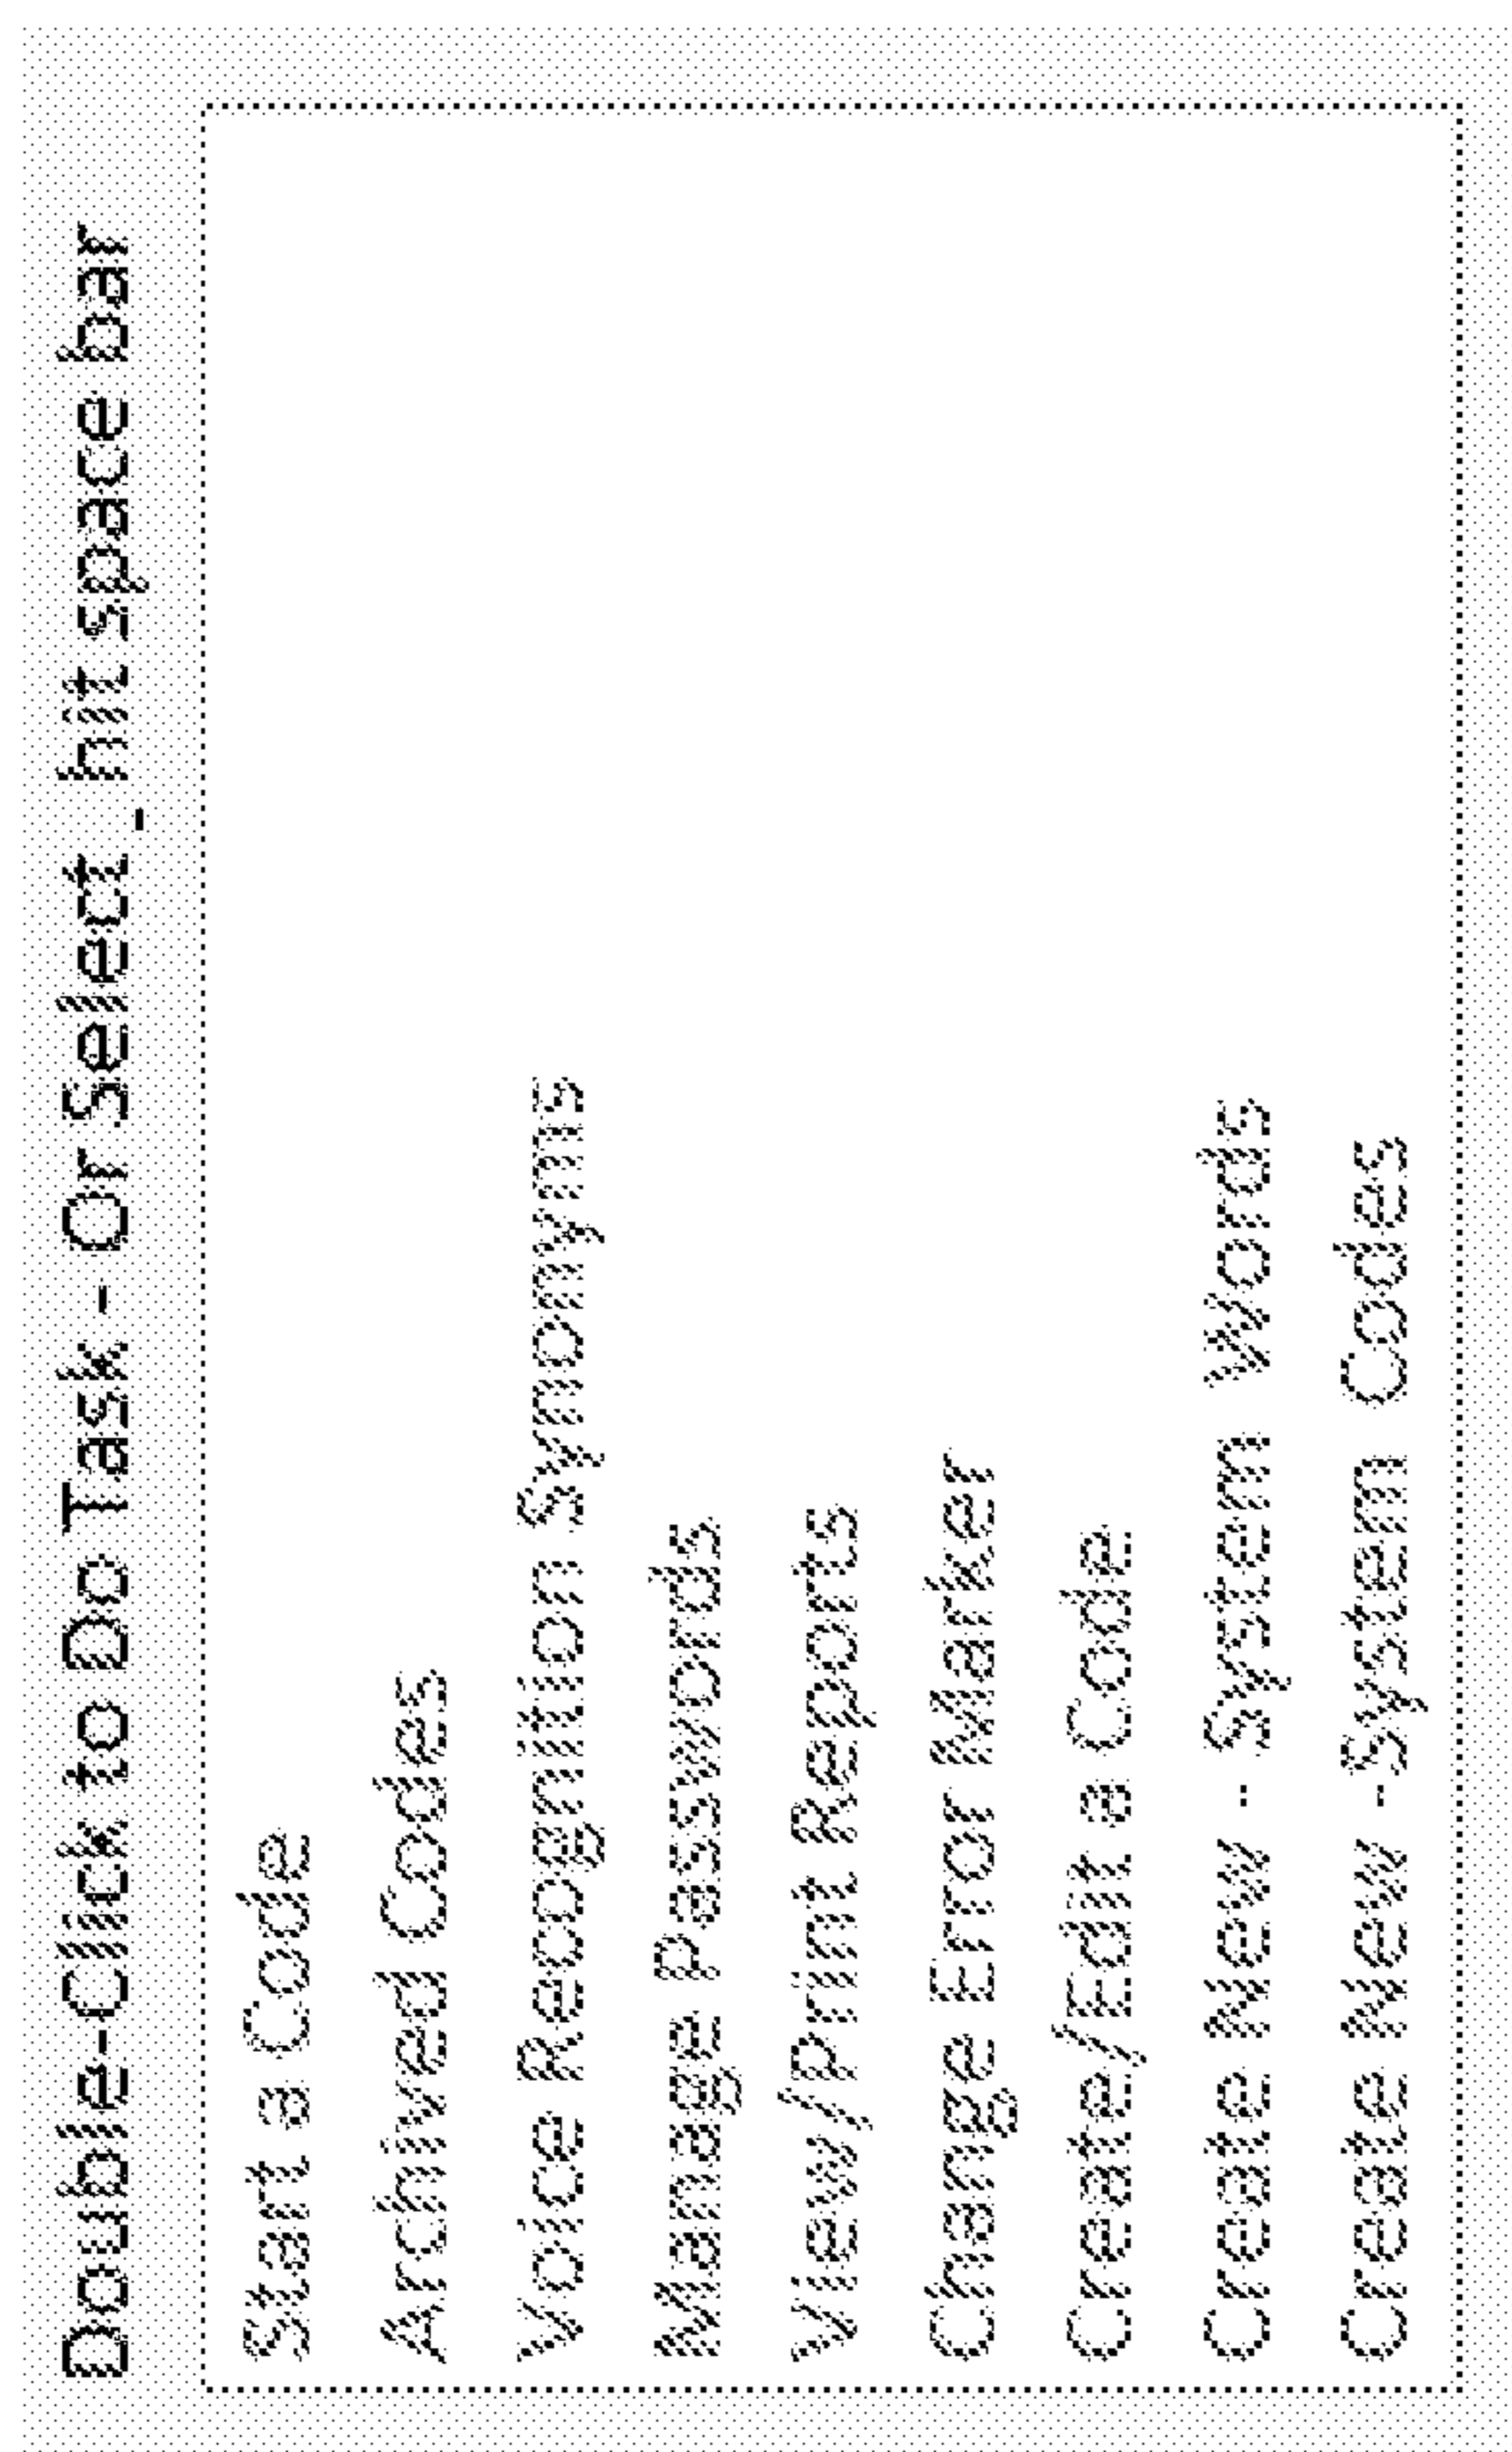 Double-Click to Do Task - Or Select _ hit space bar
Start a Code
Archived Codes
Voice Recognition Synonyms
Manage Passwords
View/Print Reports
Change Error Marker
Create/Edit a Code
Create New - System Words
Create New -System Codes